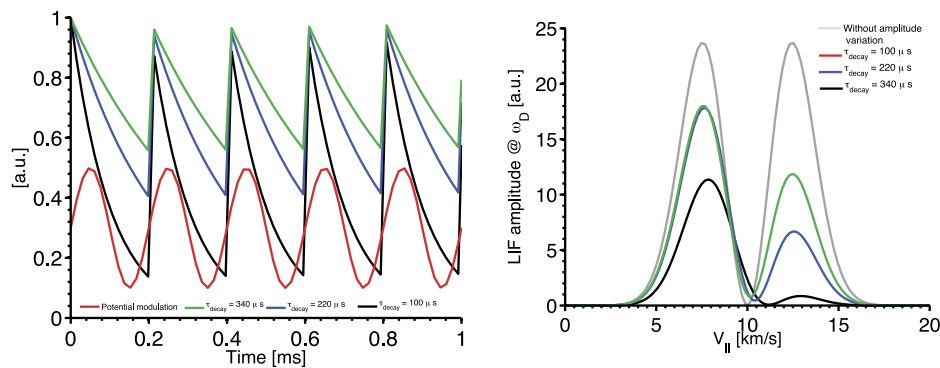 1
0.8
0.6
0.4
0.2
0
[a.u.]
Potential modulation
τdecay = 340 μ s
τdecay = 220 μ s
τdecay = 100 μ s
0 0.2 0.4 0.6 0.8 1
Time [ms]
25
20
15
10
5
0
LIF amplitude @ ωD [a.u.]
Without amplitude
variation
τdecay = 100 μ s
τdecay = 220 μ s
τdecay = 340 μ s
0 5 10 15 20
V|| [km/s]